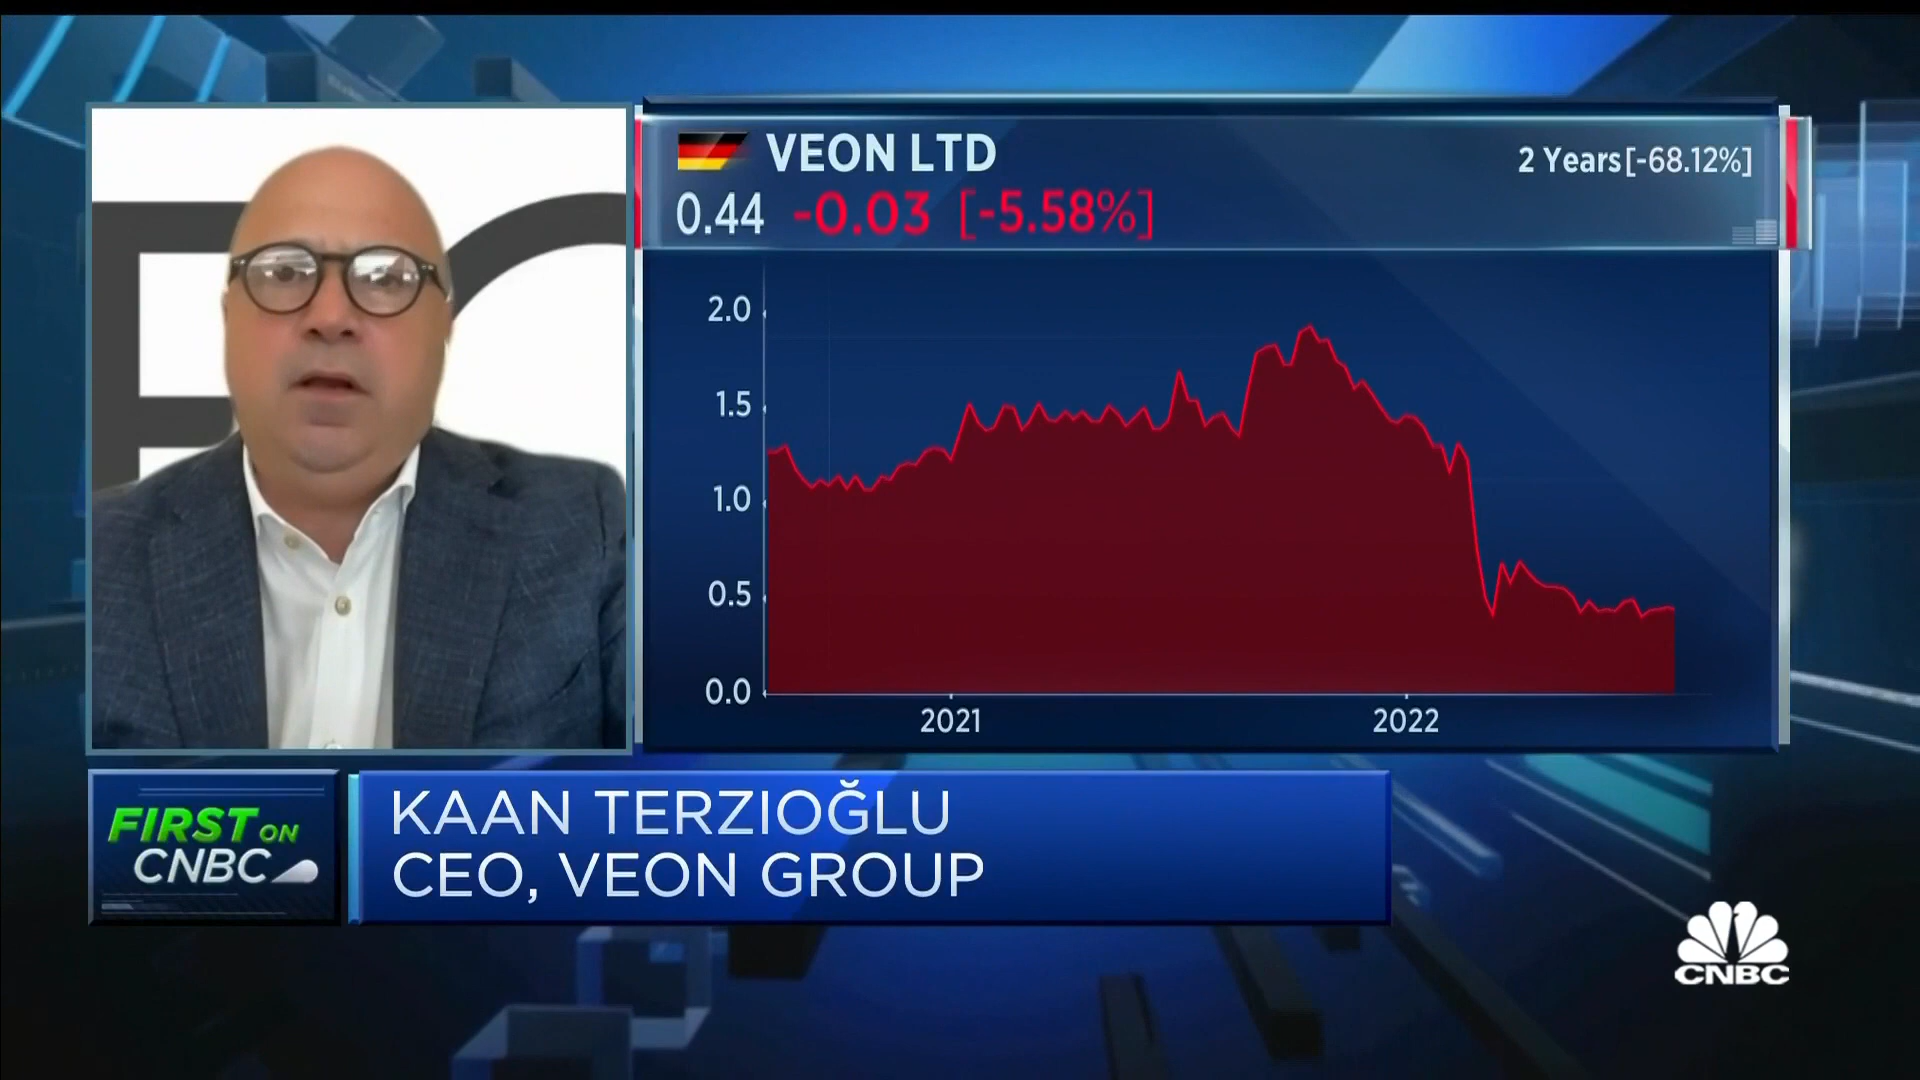 VEON LTD
2 Years[-68.12%]
0.44 -0.03 [-5.58%]
2.0
1.5
1.0
0.5
0.0
2021
2022
FIRST ON
CNBC
KAAN TERZIOĞLU
CEO, VEON GROUP
CNBC